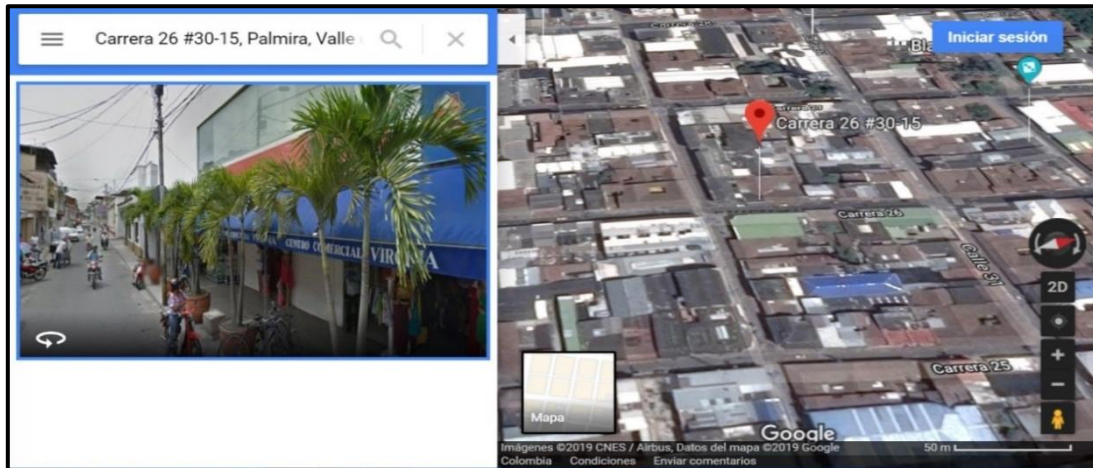 Carrera 26 #30-15, Palmira, Valle
CENTRO COMERCIAL VIRGINIA
Iniciar sesión
Carrera 26 #30-15
Carrera 26
Calle 31
Carrera 25
2D
Mapa
Google
Imágenes ©2019 CNES / Airbus, Datos del mapa ©2019 Google
50 m
Colombia Condiciones Enviar comentarios